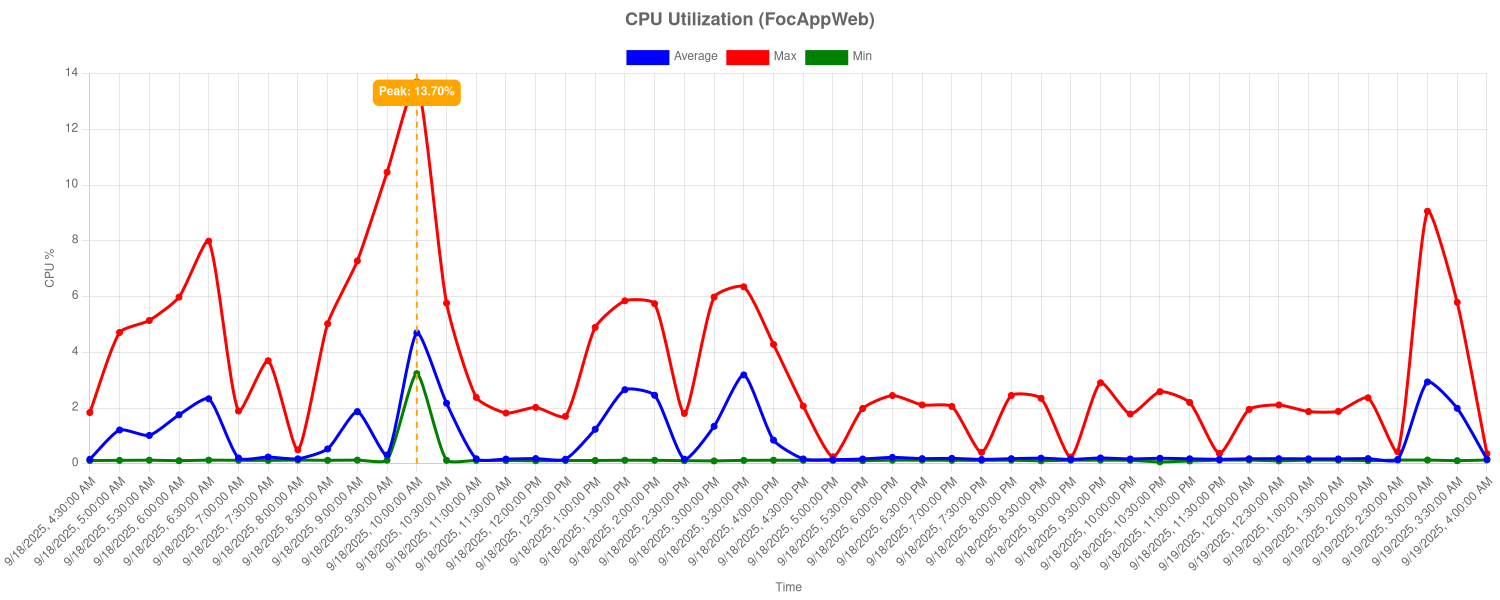 CPU Utilization (FocAppWeb)
Average Max Min
14
Peak: 13.70%
12
10
8
CPU %
6
4
2
0
9/18/2025, 4:30:00 AM
9/18/2025, 5:00:00 AM
9/18/2025, 5:30:00 AM
9/18/2025, 6:00:00 AM
9/18/2025, 6:30:00 AM
9/18/2025, 7:00:00 AM
9/18/2025, 7:30:00 AM
9/18/2025, 8:00:00 AM
9/18/2025, 8:30:00 AM
9/18/2025, 9:00:00 AM
9/18/2025, 9:30:00 AM
9/18/2025, 10:00:00 AM
9/18/2025, 10:30:00 AM
9/18/2025, 11:00:00 AM
9/18/2025, 11:30:00 AM
9/18/2025, 12:00:00 PM
9/18/2025, 12:30:00 PM
9/18/2025, 1:00:00 PM
9/18/2025, 1:30:00 PM
9/18/2025, 2:00:00 PM
9/18/2025, 2:30:00 PM
9/18/2025, 3:00:00 PM
9/18/2025, 3:30:00 PM
9/18/2025, 4:00:00 PM
9/18/2025, 4:30:00 PM
9/18/2025, 5:00:00 PM
9/18/2025, 5:30:00 PM
9/18/2025, 6:00:00 PM
9/18/2025, 6:30:00 PM
9/18/2025, 7:00:00 PM
9/18/2025, 7:30:00 PM
9/18/2025, 8:00:00 PM
9/18/2025, 8:30:00 PM
9/18/2025, 9:00:00 PM
9/18/2025, 9:30:00 PM
9/18/2025, 10:00:00 PM
9/18/2025, 10:30:00 PM
9/18/2025, 11:00:00 PM
9/18/2025, 11:30:00 PM
9/19/2025, 12:00:00 AM
9/19/2025, 12:30:00 AM
9/19/2025, 1:00:00 AM
9/19/2025, 1:30:00 AM
9/19/2025, 2:00:00 AM
9/19/2025, 2:30:00 AM
9/19/2025, 3:00:00 AM
9/19/2025, 3:30:00 AM
9/19/2025, 4:00:00 AM
Time